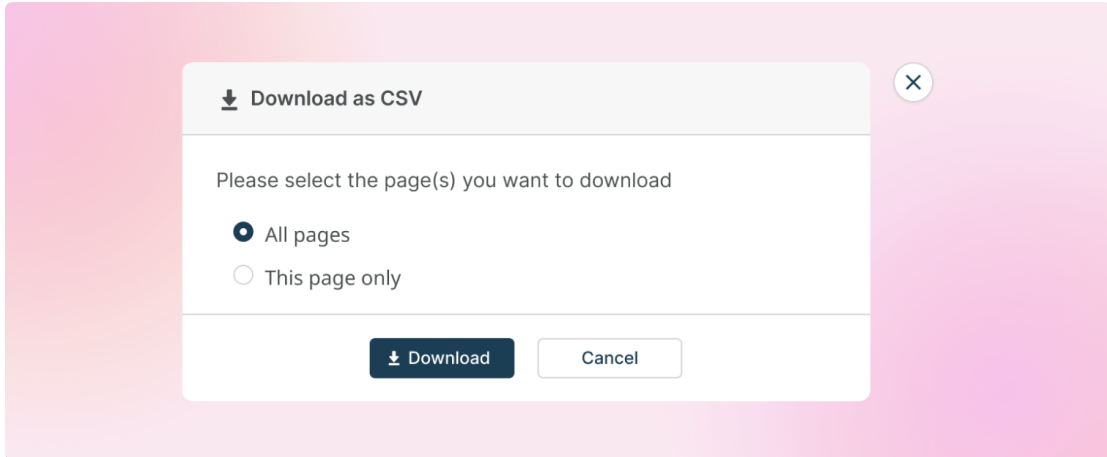 Download as CSV
Please select the page(s) you want to download
All pages
This page only
Download
Cancel